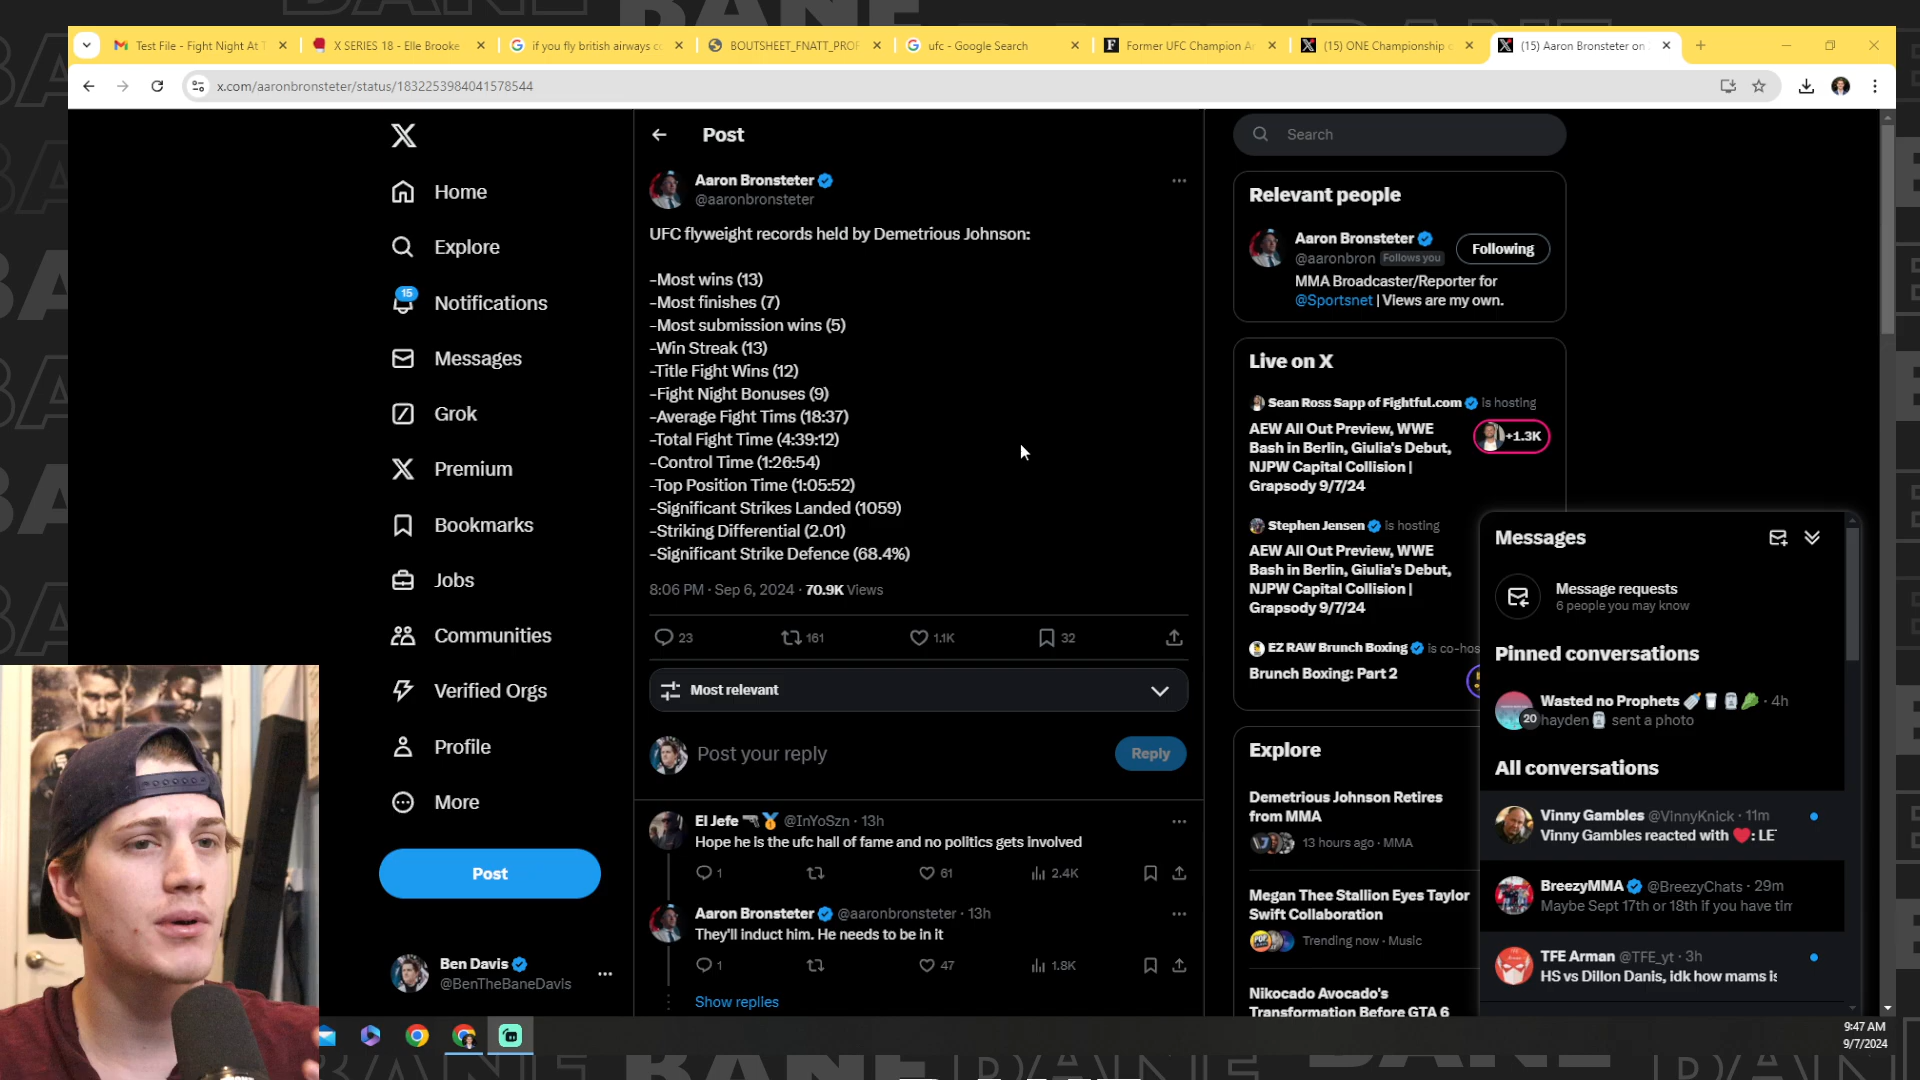 Test File - Fight Night At T
X SERIES 18 - Elle Brooke
if you fly british airways c
BOUTSHEET_FNATT_PROF
ufc - Google Search
Former UFC Champion A
(15) ONE Championship
(15) Aaron Bronsteter on
x.com/aaronbronsteter/status/1832253984041578544
Home
Explore
15
Notifications
Messages
Grok
Premium
Bookmarks
Jobs
Communities
Verified Orgs
Profile
More
Post
Ben Davis
@BenTheBaneDavis
Post
Aaron Bronsteter
@aaronbronsteter
UFC flyweight records held by Demetrious Johnson:
-Most wins (13)
-Most finishes (7)
-Most submission wins (5)
-Win Streak (13)
-Title Fight Wins (12)
-Fight Night Bonuses (9)
-Average Fight Tims (18:37)
-Total Fight Time (4:39:12)
-Control Time (1:26:54)
-Top Position Time (1:05:52)
-Significant Strikes Landed (1059)
-Striking Differential (2.01)
-Significant Strike Defence (68.4%)
8:06 PM · Sep 6, 2024 · 70.9K Views
23 161 1.1K 32
Most relevant
Post your reply
Reply
El Jefe @InYoSzn · 13h
Hope he is the ufc hall of fame and no politics gets involved
1 61 2.4K
Aaron Bronsteter @aaronbronsteter · 13h
They'll induct him. He needs to be in it
1 47 1.8K
Show replies
Search
Relevant people
Aaron Bronsteter
@aaronbron Follows you
Following
MMA Broadcaster/Reporter for
@Sportsnet | Views are my own.
Live on X
Sean Ross Sapp of Fightful.com is hosting
AEW All Out Preview, WWE
Bash in Berlin, Giulia's Debut,
NJPW Capital Collision |
Grapsody 9/7/24
+1.3K
Stephen Jensen is hosting
AEW All Out Preview, WWE
Bash in Berlin, Giulia's Debut,
NJPW Capital Collision |
Grapsody 9/7/24
EZ RAW Brunch Boxing is co-hos
Brunch Boxing: Part 2
Explore
Demetrious Johnson Retires
from MMA
13 hours ago · MMA
Megan Thee Stallion Eyes Taylor
Swift Collaboration
Trending now · Music
Nikocado Avocado's
Transformation Before GTA 6
Messages
Message requests
6 people you may know
Pinned conversations
Wasted no Prophets · 4h
20
hayden sent a photo
All conversations
Vinny Gambles @VinnyKnick · 11m
Vinny Gambles reacted with ❤️: LE
BreezyMMA @BreezyChats · 29m
Maybe Sept 17th or 18th if you have tim
TFE Arman @TFE_yt · 3h
HS vs Dillon Danis, idk how mams is
9:47 AM
9/7/2024